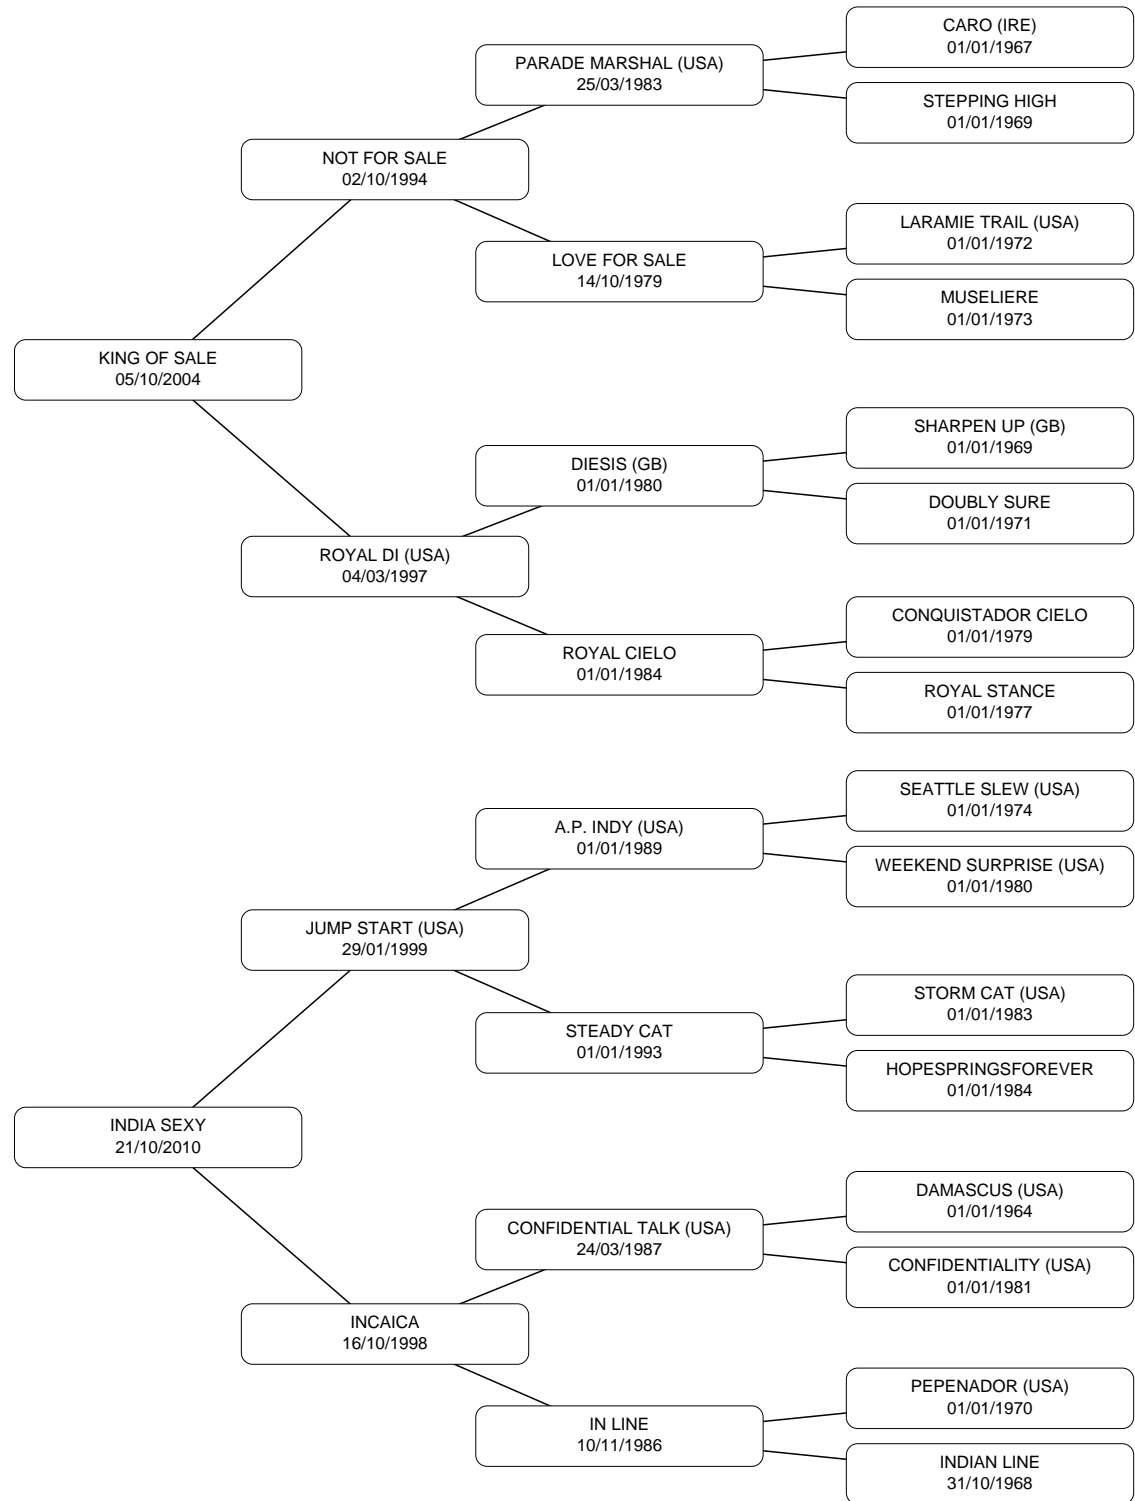 CARO (IRE)
01/01/1967
PARADE MARSHAL (USA)
25/03/1983
STEPPING HIGH
01/01/1969
NOT FOR SALE
02/10/1994
LARAMIE TRAIL (USA)
01/01/1972
LOVE FOR SALE
14/10/1979
MUSELIERE
01/01/1973
KING OF SALE
05/10/2004
SHARPEN UP (GB)
01/01/1969
DIESIS (GB)
01/01/1980
DOUBLY SURE
01/01/1971
ROYAL DI (USA)
04/03/1997
CONQUISTADOR CIELO
01/01/1979
ROYAL CIELO
01/01/1984
ROYAL STANCE
01/01/1977
SEATTLE SLEW (USA)
01/01/1974
A.P. INDY (USA)
01/01/1989
WEEKEND SURPRISE (USA)
01/01/1980
JUMP START (USA)
29/01/1999
STORM CAT (USA)
01/01/1983
STEADY CAT
01/01/1993
HOPESPRINGSFOREVER
01/01/1984
INDIA SEXY
21/10/2010
DAMASCUS (USA)
01/01/1964
CONFIDENTIAL TALK (USA)
24/03/1987
CONFIDENTIALITY (USA)
01/01/1981
INCAICA
16/10/1998
PEPENADOR (USA)
01/01/1970
IN LINE
10/11/1986
INDIAN LINE
31/10/1968